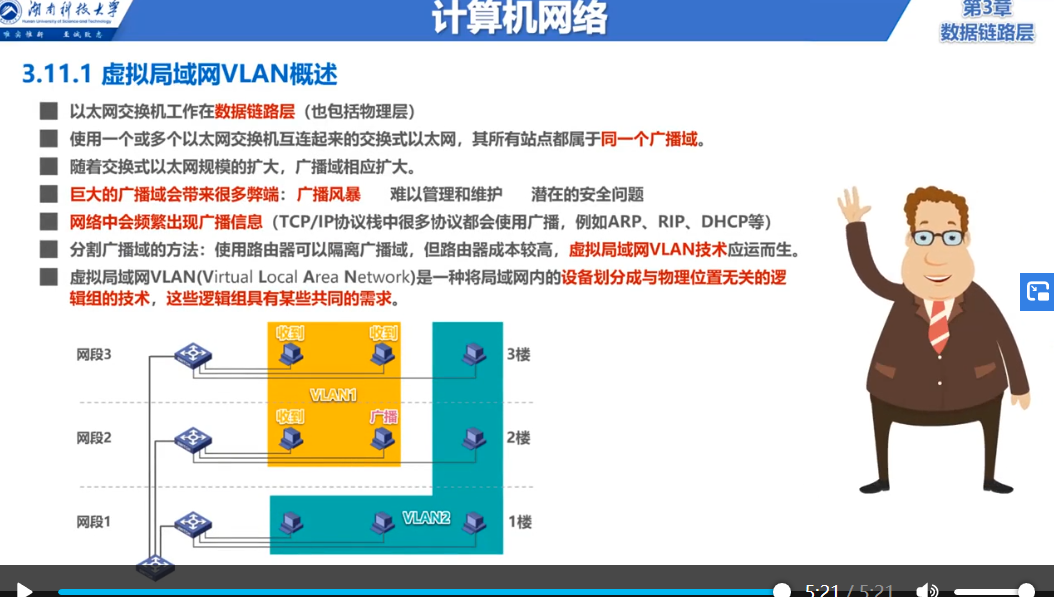 湖南科技大学
Hunan University of Science and Technology
唯实惟新 至诚致志
计算机网络
第3章
数据链路层
3.11.1 虚拟局域网VLAN概述
以太网交换机工作在数据链路层（也包括物理层）
使用一个或多个以太网交换机互连起来的交换式以太网，其所有站点都属于同一个广播域。
随着交换式以太网规模的扩大，广播域相应扩大。
巨大的广播域会带来很多弊端：广播风暴 难以管理和维护 潜在的安全问题
网络中会频繁出现广播信息（TCP/IP协议栈中很多协议都会使用广播，例如ARP、RIP、DHCP等）
分割广播域的方法：使用路由器可以隔离广播域，但路由器成本较高，虚拟局域网VLAN技术应运而生。
虚拟局域网VLAN(Virtual Local Area Network)是一种将局域网内的设备划分成与物理位置无关的逻
辑组的技术，这些逻辑组具有某些共同的需求。
收到 收到
网段3 3楼
VLAN1
收到 广播
网段2 2楼
网段1 VLAN2 1楼
5:21 / 5:21